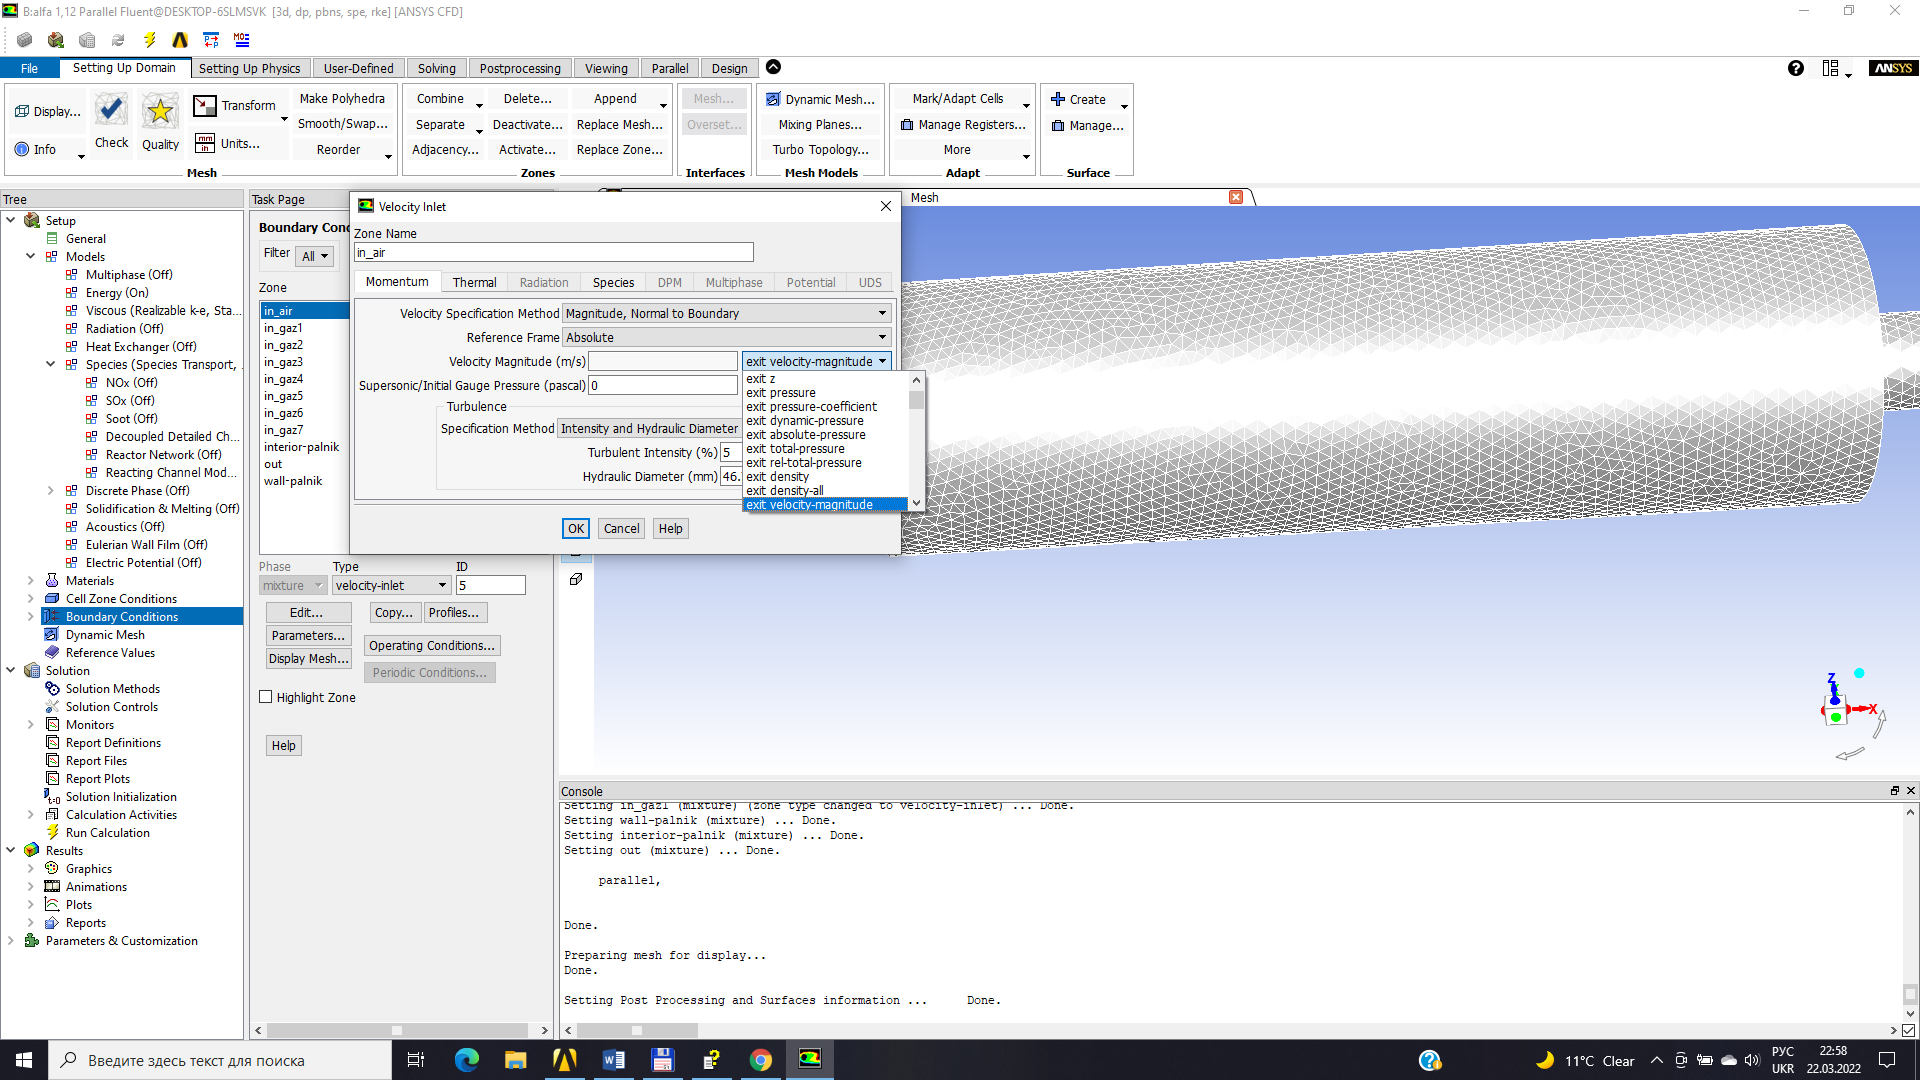 B:alfa 1,12 Parallel Fluent@DESKTOP-6SLMSVK [3d, dp, pbns, spe, rke] [ANSYS CFD]
File Setting Up Domain Setting Up Physics User-Defined Solving Postprocessing Viewing Parallel Design ANSYS
Display... Check Quality Transform Make Polyhedra Combine Delete... Append Mesh... Dynamic Mesh... Mark/Adapt Cells Create
Units... Smooth/Swap... Separate Deactivate... Replace Mesh... Overset... Mixing Planes... Manage Registers... Manage...
Info Reorder Adjacency... Activate... Replace Zone... Turbo Topology... More
Mesh Zones Interfaces Mesh Models Adapt Surface
Tree
Setup
General
Models
Multiphase (Off)
Energy (On)
Viscous (Realizable k-e, Sta...
Radiation (Off)
Heat Exchanger (Off)
Species (Species Transport, .
NOx (Off)
SOx (Off)
Soot (Off)
Decoupled Detailed Ch...
Reactor Network (Off)
Reacting Channel Mod...
Discrete Phase (Off)
Solidification & Melting (Off)
Acoustics (Off)
Eulerian Wall Film (Off)
Electric Potential (Off)
Materials
Cell Zone Conditions
Boundary Conditions
Dynamic Mesh
Reference Values
Solution
Solution Methods
Solution Controls
Monitors
Report Definitions
Report Files
Report Plots
Solution Initialization
Calculation Activities
Run Calculation
Results
Graphics
Animations
Plots
Reports
Parameters & Customization
Task Page
Boundary Con
Filter All
Zone
in_air
in_gaz1
in_gaz2
in_gaz3
in_gaz4
in_gaz5
in_gaz6
in_gaz7
interior-palnik
out
wall-palnik
Phase Type ID
mixture velocity-inlet 5
Edit... Copy... Profiles...
Parameters... Operating Conditions...
Display Mesh... Periodic Conditions...
Highlight Zone
Help
Velocity Inlet
Zone Name
in_air
Momentum Thermal Radiation Species DPM Multiphase Potential UDS
Velocity Specification Method Magnitude, Normal to Boundary
Reference Frame Absolute
Velocity Magnitude (m/s) exit velocity-magnitude
Supersonic/Initial Gauge Pressure (pascal) 0
Turbulence
Specification Method Intensity and Hydraulic Diameter
Turbulent Intensity (%) 5
Hydraulic Diameter (mm) 46.
OK Cancel Help
exit z
exit pressure
exit pressure-coefficient
exit dynamic-pressure
exit absolute-pressure
exit total-pressure
exit rel-total-pressure
exit density
exit density-all
exit velocity-magnitude
Mesh
Z
X
Console
Setting in_gaz1 (mixture) (zone type changed to velocity-inlet) ... Done.
Setting wall-palnik (mixture) ... Done.
Setting interior-palnik (mixture) ... Done.
Setting out (mixture) ... Done.
parallel,
Done.
Preparing mesh for display...
Done.
Setting Post Processing and Surfaces information ... Done.
Введите здесь текст для поиска
11°C Clear
РУС
UKR
22:58
22.03.2022